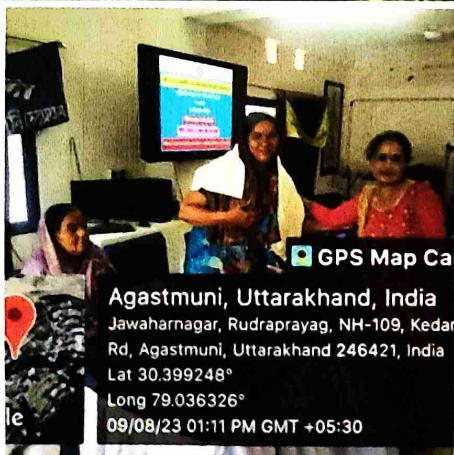 GPS Map Ca
Agastmuni, Uttarakhand, India
Jawaharnagar, Rudraprayag, NH-109, Kedar
Rd, Agastmuni, Uttarakhand 246421, India
Lat 30.399248°
Long 79.036326°
09/08/23 01:11 PM GMT +05:30
le